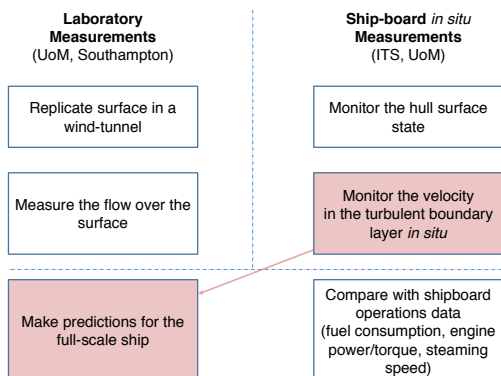 Laboratory
Measurements
(UoM, Southampton)
Replicate surface in a
wind-tunnel
Measure the flow over the
surface
Make predictions for the
full-scale ship
Ship-board in situ
Measurements
(ITS, UoM)
Monitor the hull surface
state
Monitor the velocity
in the turbulent boundary
layer in situ
Compare with shipboard
operations data
(fuel consumption, engine
power/torque, steaming
speed)